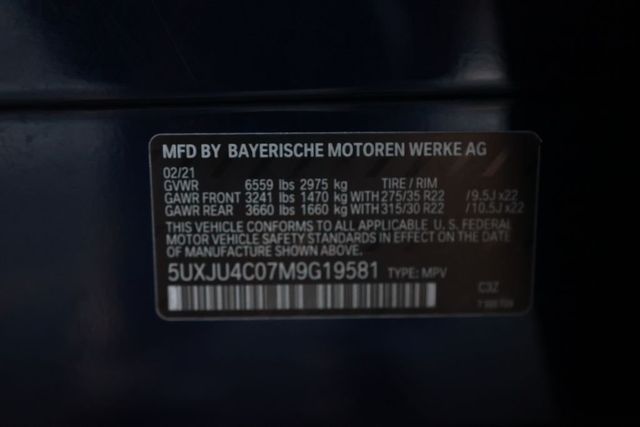 MFD BY BAYERISCHE MOTOREN WERKE AG
02/21
GVWR 6559 lbs 2975 kg TIRE / RIM
GAWR FRONT 3241 lbs 1470 kg WITH 275/35 R22 /9.5J x22
GAWR REAR 3660 lbs 1660 kg WITH 315/30 R22 /10.5J x22
THIS VEHICLE CONFORMS TO ALL APPLICABLE U. S. FEDERAL
MOTOR VEHICLE SAFETY STANDARDS IN EFFECT ON THE DATE
OF MANUFACTURE SHOWN ABOVE.
5UXJU4C07M9G19581 TYPE: MPV
C3Z